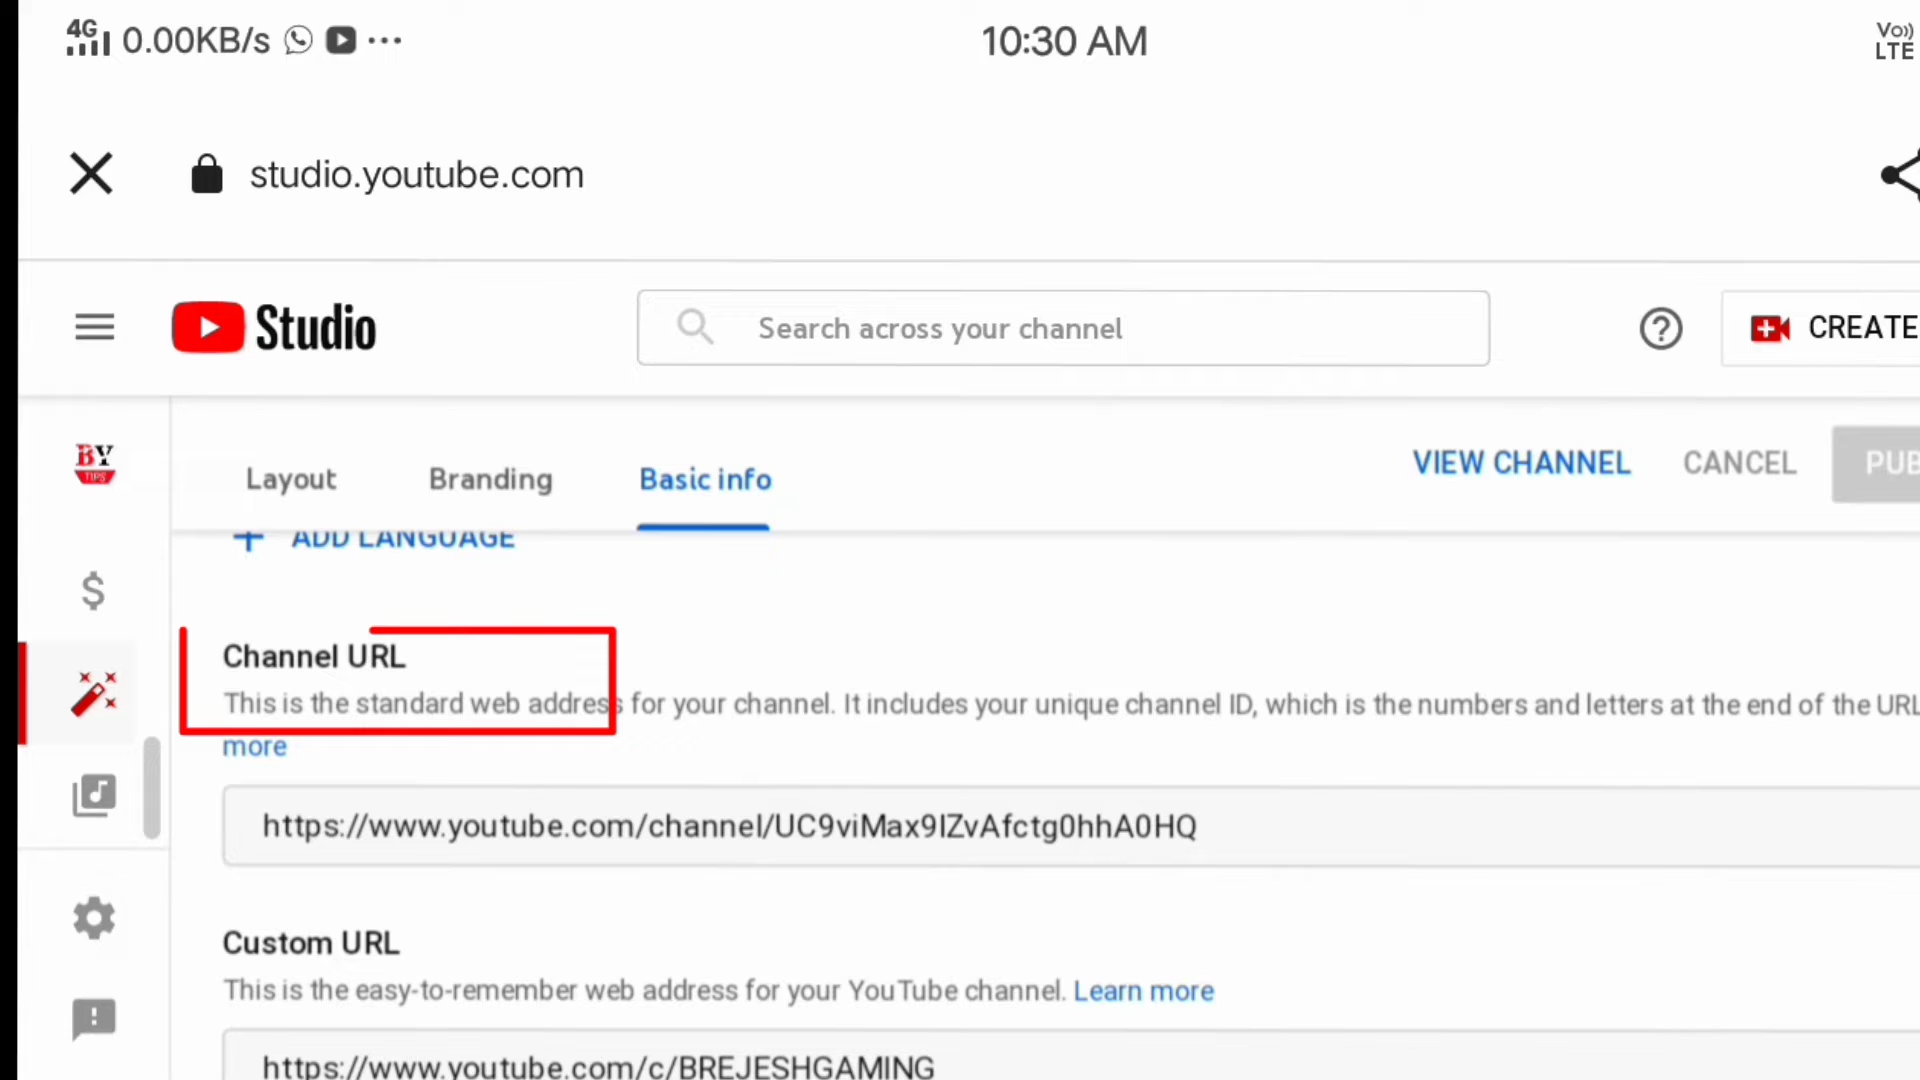 4G 0.00KB/s ... 10:30 AM Vo)) LTE
studio.youtube.com
Studio Search across your channel CREATE
BY TIPS
Layout Branding Basic info VIEW CHANNEL CANCEL PUB
+ ADD LANGUAGE
Channel URL
This is the standard web address for your channel. It includes your unique channel ID, which is the numbers and letters at the end of the URL
more
https://www.youtube.com/channel/UC9viMax9lZvAfctg0hhA0HQ
Custom URL
This is the easy-to-remember web address for your YouTube channel. Learn more
https://www.youtube.com/c/BREJESHGAMING